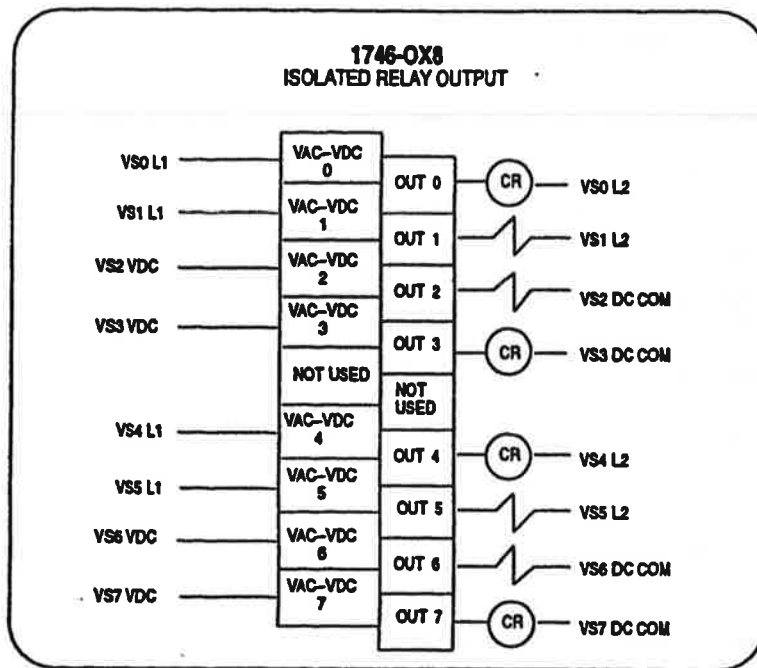 1746-OX8
ISOLATED RELAY OUTPUT
VS0 L1
VAC-VDC
0
OUT 0
CR
VS0 L2
VS1 L1
VAC-VDC
1
OUT 1
VS1 L2
VS2 VDC
VAC-VDC
2
OUT 2
VS2 DC COM
VS3 VDC
VAC-VDC
3
OUT 3
CR
VS3 DC COM
NOT USED
NOT
USED
VS4 L1
VAC-VDC
4
OUT 4
CR
VS4 L2
VS5 L1
VAC-VDC
5
OUT 5
VS5 L2
VS6 VDC
VAC-VDC
6
OUT 6
VS6 DC COM
VS7 VDC
VAC-VDC
7
OUT 7
CR
VS7 DC COM